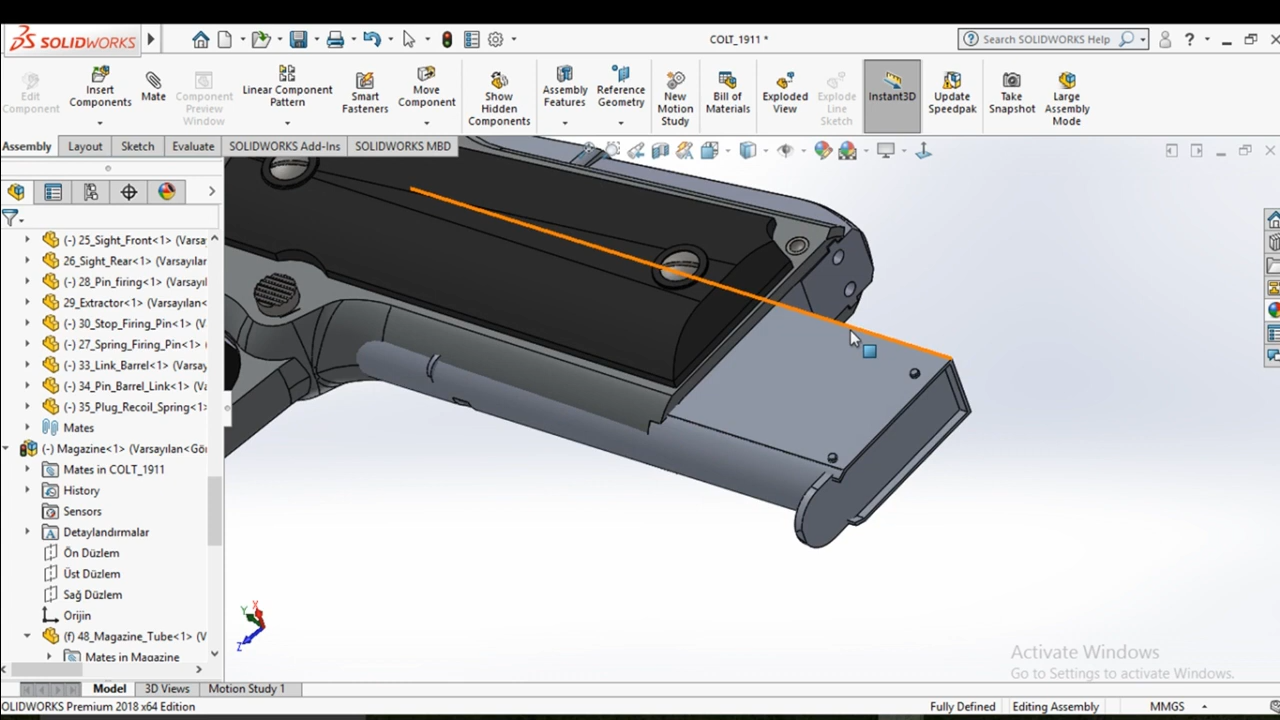 SOLIDWORKS
COLT_1911 *
Search SOLIDWORKS Help
Edit Component
Insert Components
Mate
Component Preview Window
Linear Component Pattern
Smart Fasteners
Move Component
Show Hidden Components
Assembly Features
Reference Geometry
New Motion Study
Bill of Materials
Exploded View
Explode Line Sketch
Instant3D
Update Speedpak
Take Snapshot
Large Assembly Mode
Assembly
Layout
Sketch
Evaluate
SOLIDWORKS Add-Ins
SOLIDWORKS MBD
(-) 25_Sight_Front<1> (Varsa
26_Sight_Rear<1> (Varsayılan
(-) 28_Pin_firing<1> (Varsayıl
29_Extractor<1> (Varsayılan<
(-) 30_Stop_Firing_Pin<1> (V
(-) 27_Spring_Firing_Pin<1> (
(-) 33_Link_Barrel<1> (Varsa
(-) 34_Pin_Barrel_Link<1> (V
(-) 35_Plug_Recoil_Spring<1>
Mates
(-) Magazine<1> (Varsayılan<Gör
Mates in COLT_1911
History
Sensors
Detaylandırmalar
Ön Düzlem
Üst Düzlem
Sağ Düzlem
Orijin
(f) 48_Magazine_Tube<1> (V
Mates in Magazine
Y
X
Z
Activate Windows
Go to Settings to activate Windows.
Model
3D Views
Motion Study 1
OLIDWORKS Premium 2018 x64 Edition
Fully Defined
Editing Assembly
MMGS